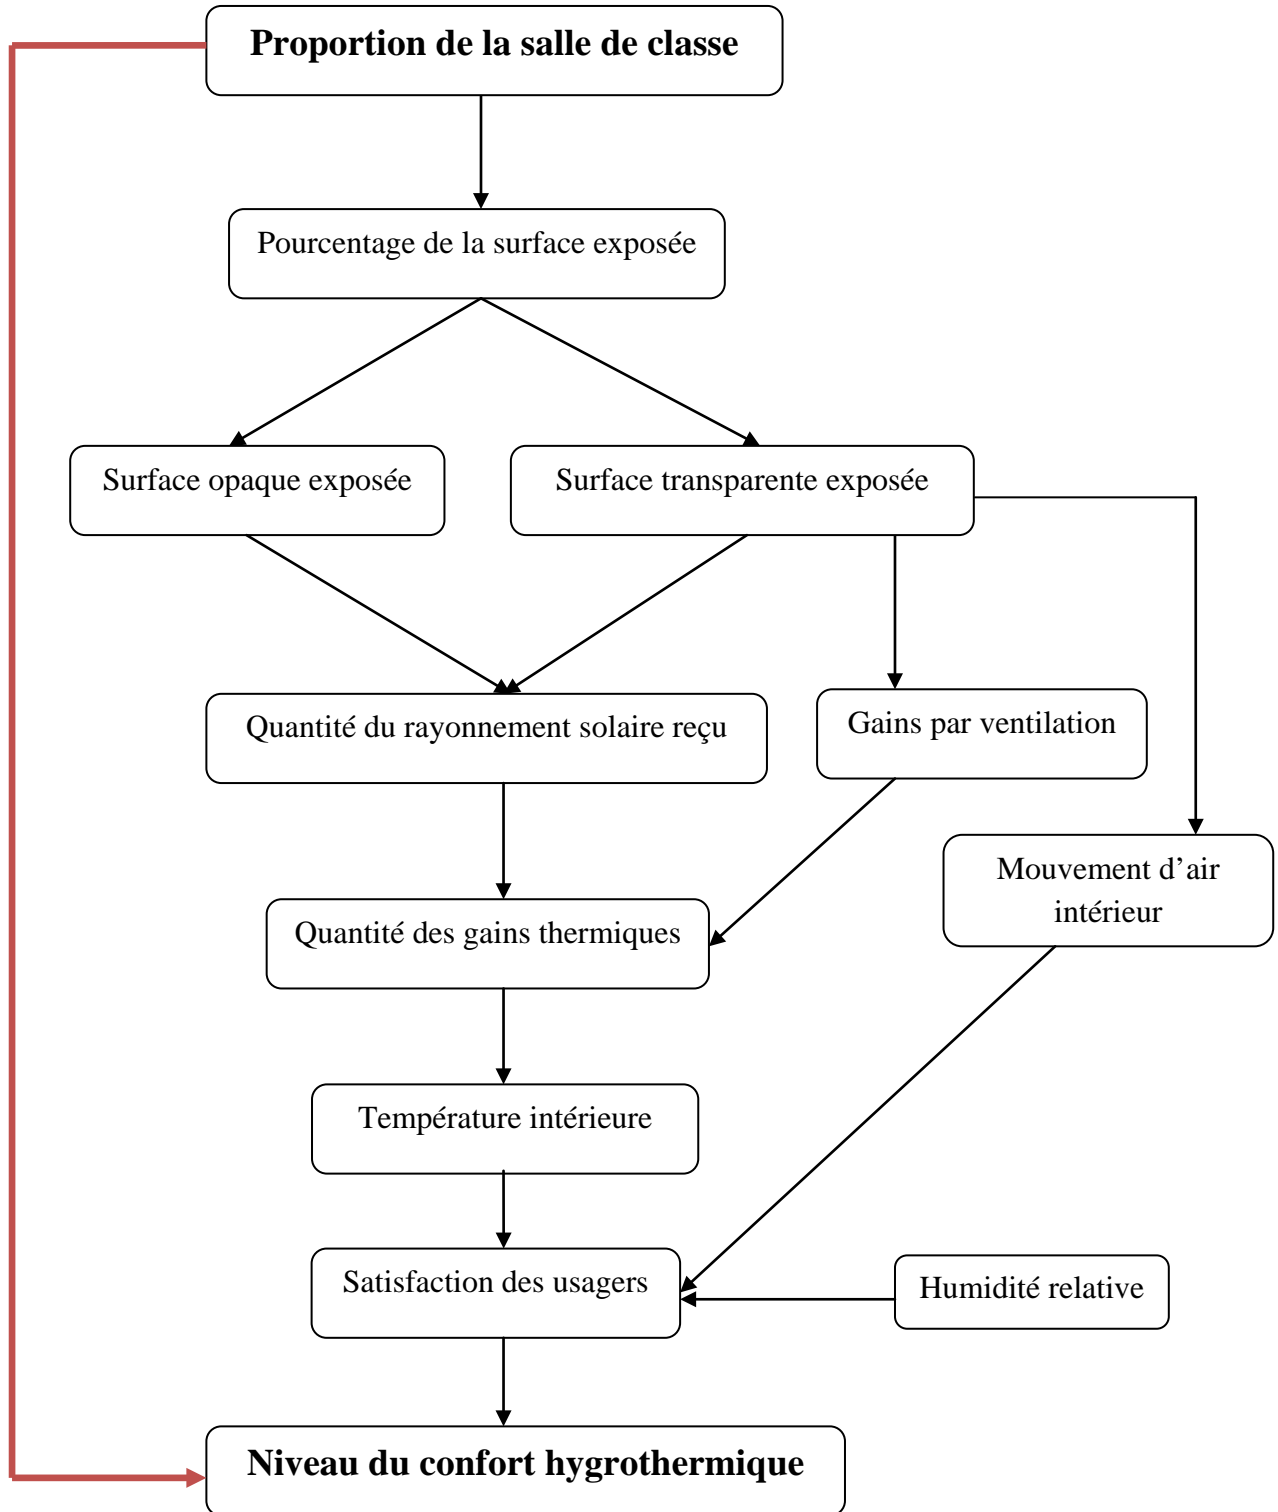 Proportion de la salle de classe
Pourcentage de la surface exposée
Surface opaque exposée
Surface transparente exposée
Quantité du rayonnement solaire reçu
Gains par ventilation
Mouvement d’air
intérieur
Quantité des gains thermiques
Température intérieure
Satisfaction des usagers
Humidité relative
Niveau du confort hygrothermique